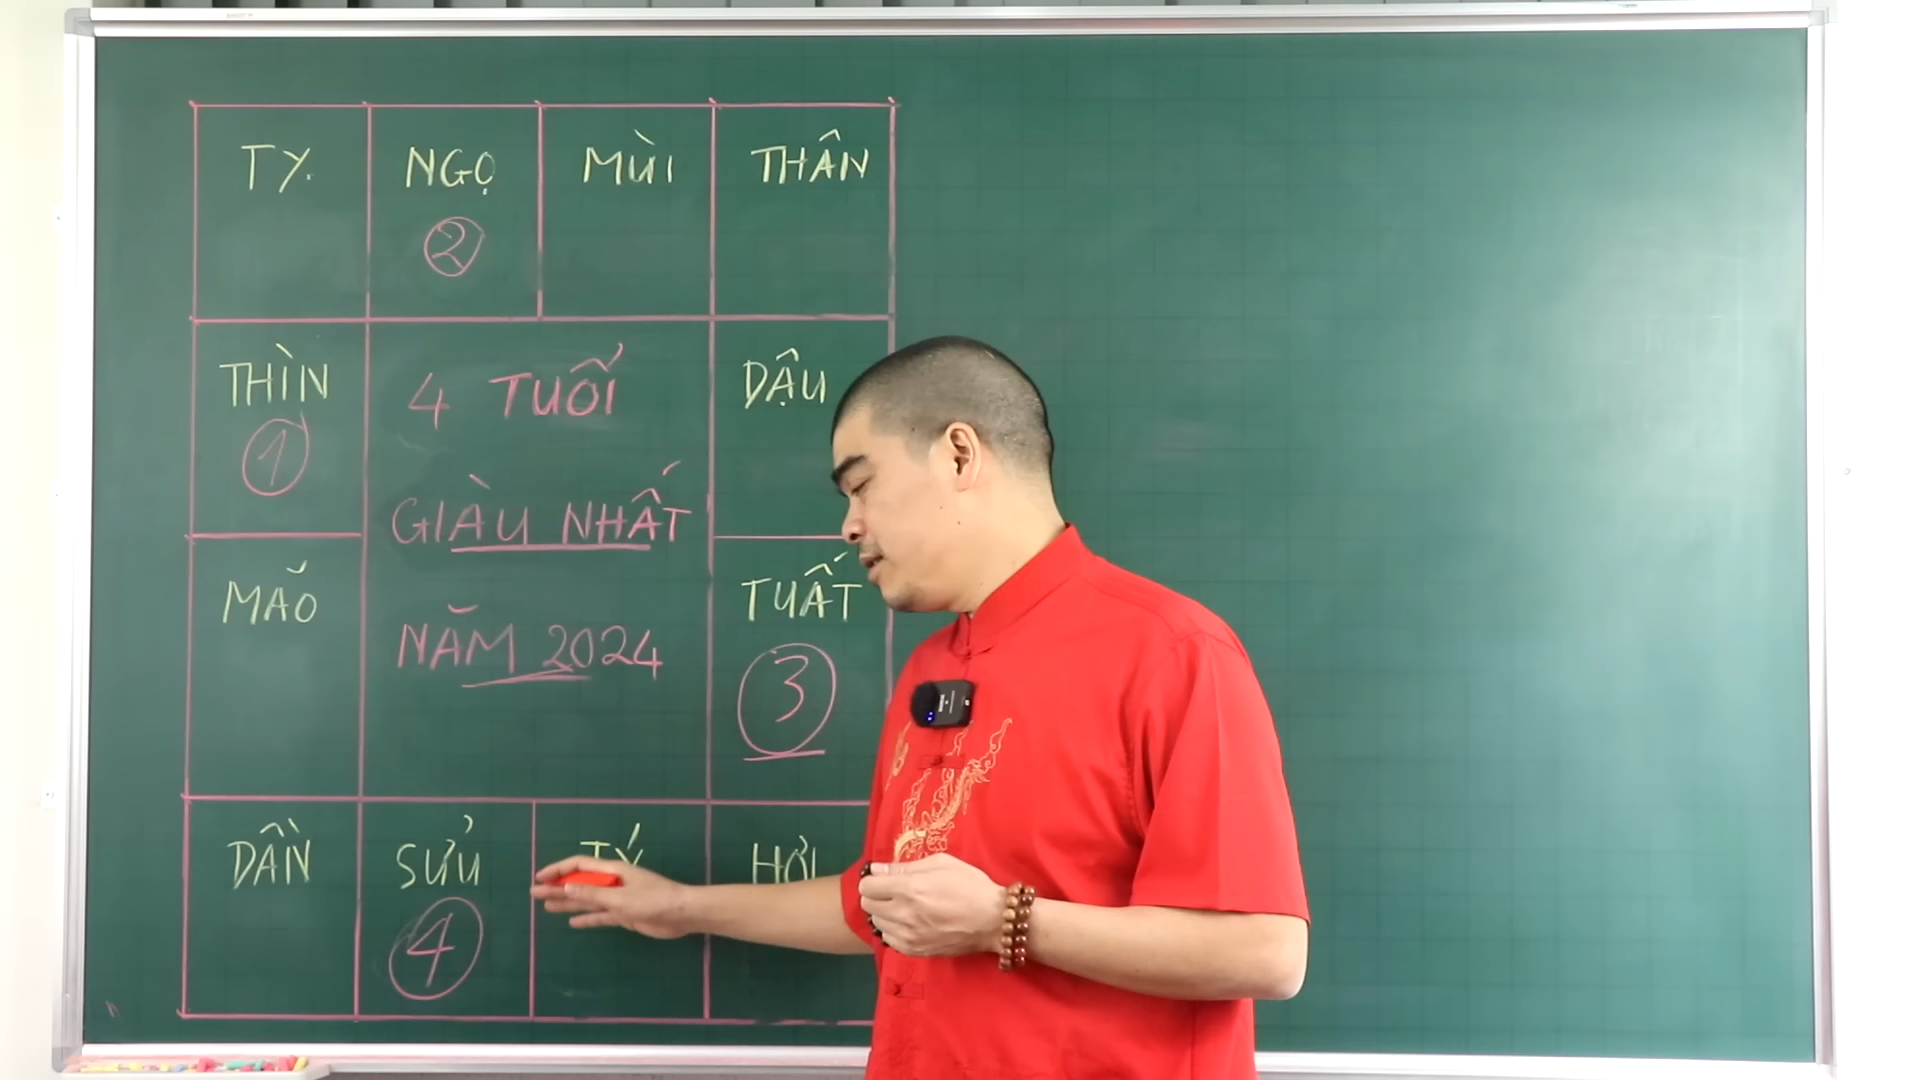 TỴ
NGỌ
MÙI
THÂN
②
THÌN
4 TUỔI
DẬU
①
GIÀU NHẤT
MÃO
NĂM 2024
TUẤT
③
DẦN
SỬU
TÝ
HỢI
④